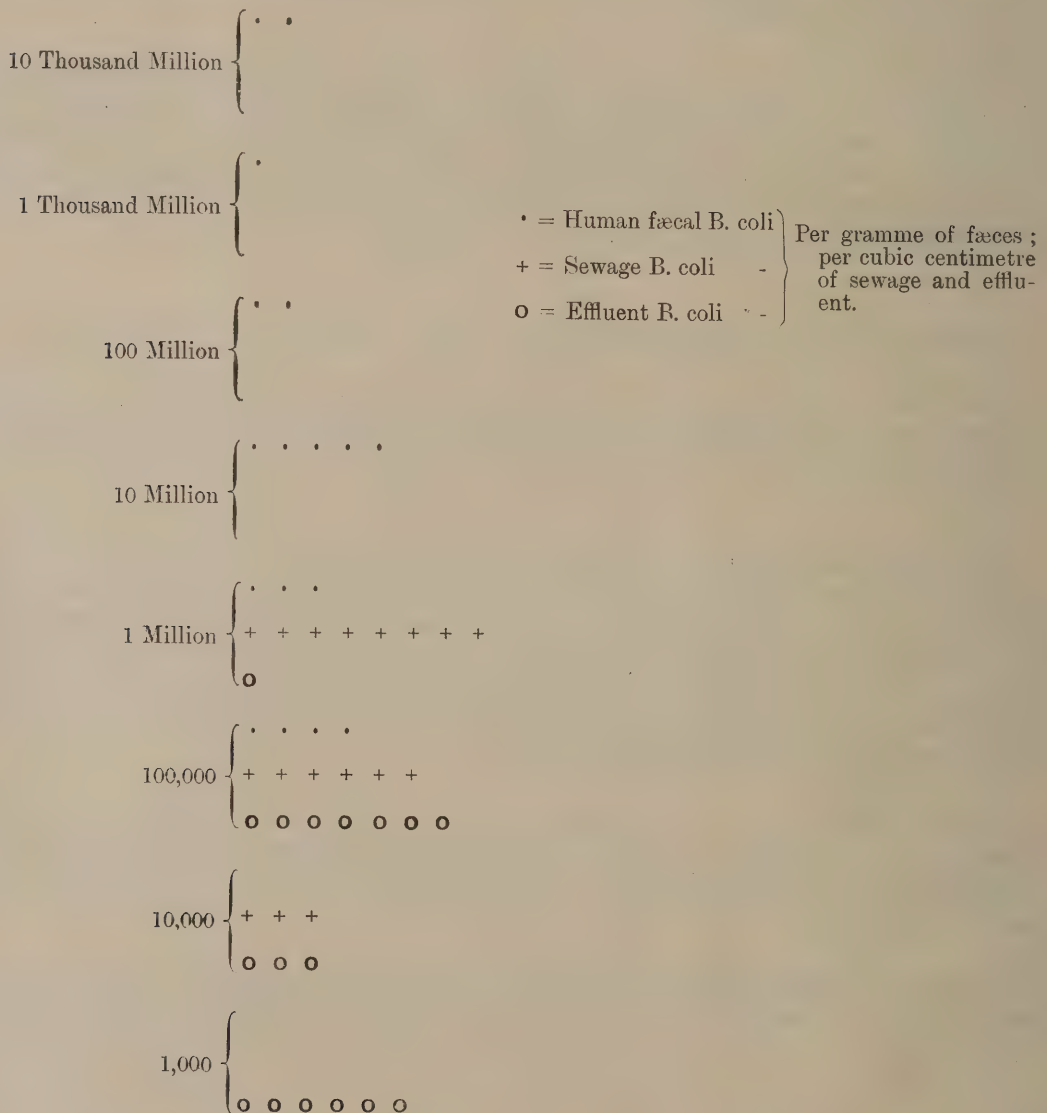 . .
10 Thousand Million
.
1 Thousand Million
• = Human fæcal B. coli
+ = Sewage B. coli -
o = Effluent B. coli - -
Per gramme of fæces ;
per cubic centimetre
of sewage and efflu-
ent.
. .
100 Million
. . . . .
10 Million
. . .
1 Million + + + + + + + +
o
. . . .
100,000 + + + + + +
o o o o o o o
10,000 + + +
o o o
1,000
o o o o o o